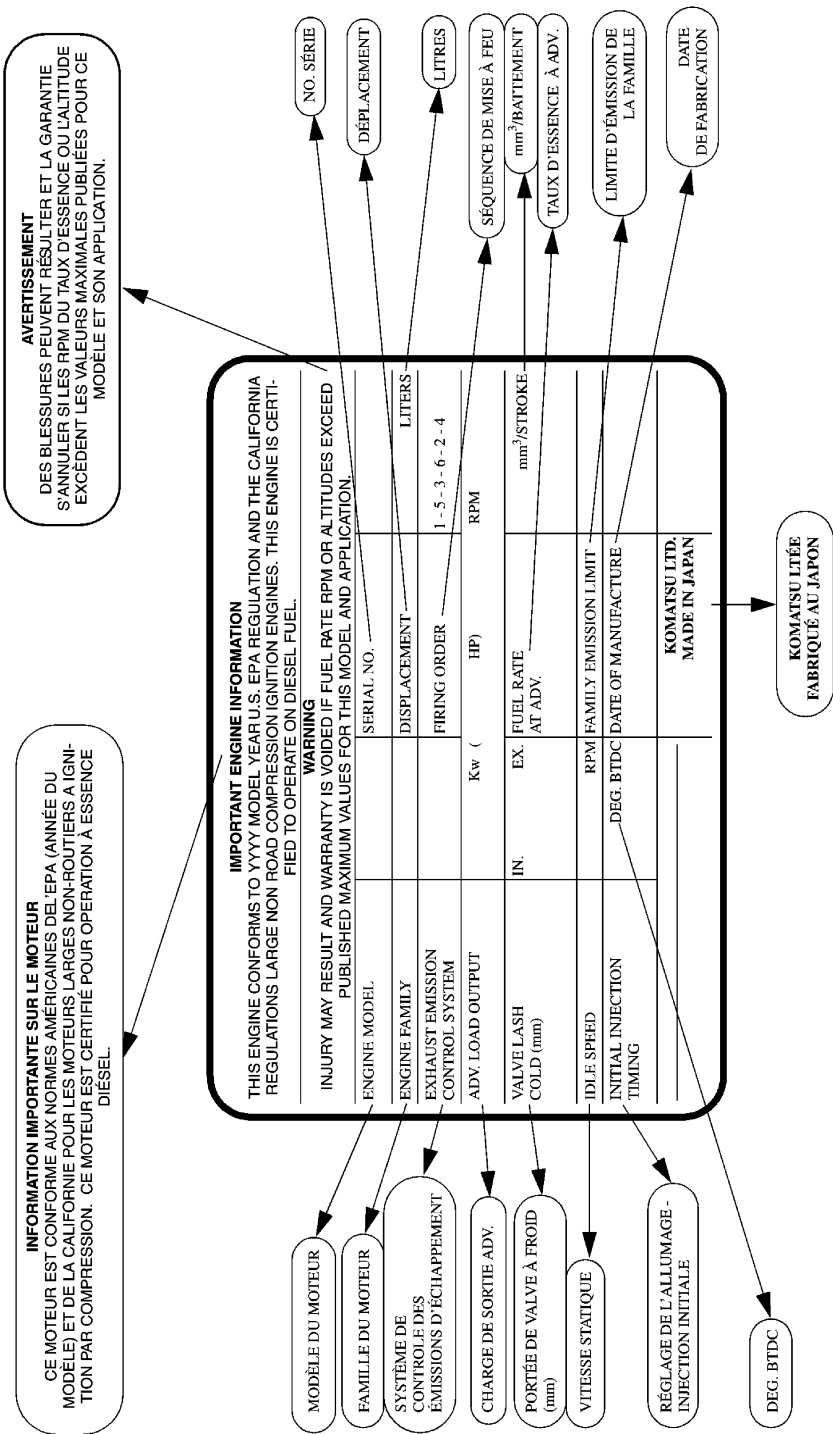 INFORMATION IMPORTANTE SUR LE MOTEUR
CE MOTEUR EST CONFORME AUX NORMES AMÉRICAINES DEL'EPA (ANNÉE DU
MODÈLE) ET DE LA CALIFORNIE POUR LES MOTEURS LARGES NON-ROUTIERS A IGNI-
TION PAR COMPRESSION. CE MOTEUR EST CERTIFIÉ POUR OPERATION À ESSENCE
DIÉSEL.
AVERTISSEMENT
DES BLESSURES PEUVENT RÉSULTER ET LA GARANTIE
S'ANNULER SI LES RPM DU TAUX D'ESSENCE OU L'ALTITUDE
EXCÈDENT LES VALEURS MAXIMALES PUBLIÉES POUR CE
MODÈLE ET SON APPLICATION.
MODÈLE DU MOTEUR
FAMILLE DU MOTEUR
SYSTÈME DE
CONTROLE DES
ÉMISSIONS D'ÉCHAPPEMENT
CHARGE DE SORTIE ADV.
PORTÉE DE VALVE À FROID
(mm)
VITESSE STATIQUE
RÉGLAGE DE L'ALLUMAGE -
INJECTION INITIALE
DEG. BTDC
IMPORTANT ENGINE INFORMATION
THIS ENGINE CONFORMS TO YYYY MODEL YEAR U.S. EPA REGULATION AND THE CALIFORNIA
REGULATIONS LARGE NON ROAD COMPRESSION IGNITION ENGINES. THIS ENGINE IS CERTI-
FIED TO OPERATE ON DIESEL FUEL.
WARNING
INJURY MAY RESULT AND WARRANTY IS VOIDED IF FUEL RATE RPM OR ALTITUDES EXCEED
PUBLISHED MAXIMUM VALUES FOR THIS MODEL AND APPLICATION.
ENGINE MODEL SERIAL NO.
ENGINE FAMILY DISPLACEMENT LITERS
EXHAUST EMISSION
CONTROL SYSTEM FIRING ORDER 1 - 5 - 3 - 6 - 2 - 4
ADV. LOAD OUTPUT Kw ( HP) RPM
VALVE LASH
COLD (mm) IN. EX. FUEL RATE
AT ADV. mm³/STROKE
IDLE SPEED RPM FAMILY EMISSION LIMIT
INITIAL INJECTION
TIMING DEG. BTDC DATE OF MANUFACTURE
KOMATSU LTD.
MADE IN JAPAN
NO. SÉRIE
DÉPLACEMENT
LITRES
SÉQUENCE DE MISE À FEU
mm³/BATTEMENT
TAUX D'ESSENCE À ADV.
LIMITE D'ÉMISSION DE
LA FAMILLE
DATE
DE FABRICATION
KOMATSU LTÉE
FABRIQUÉ AU JAPON